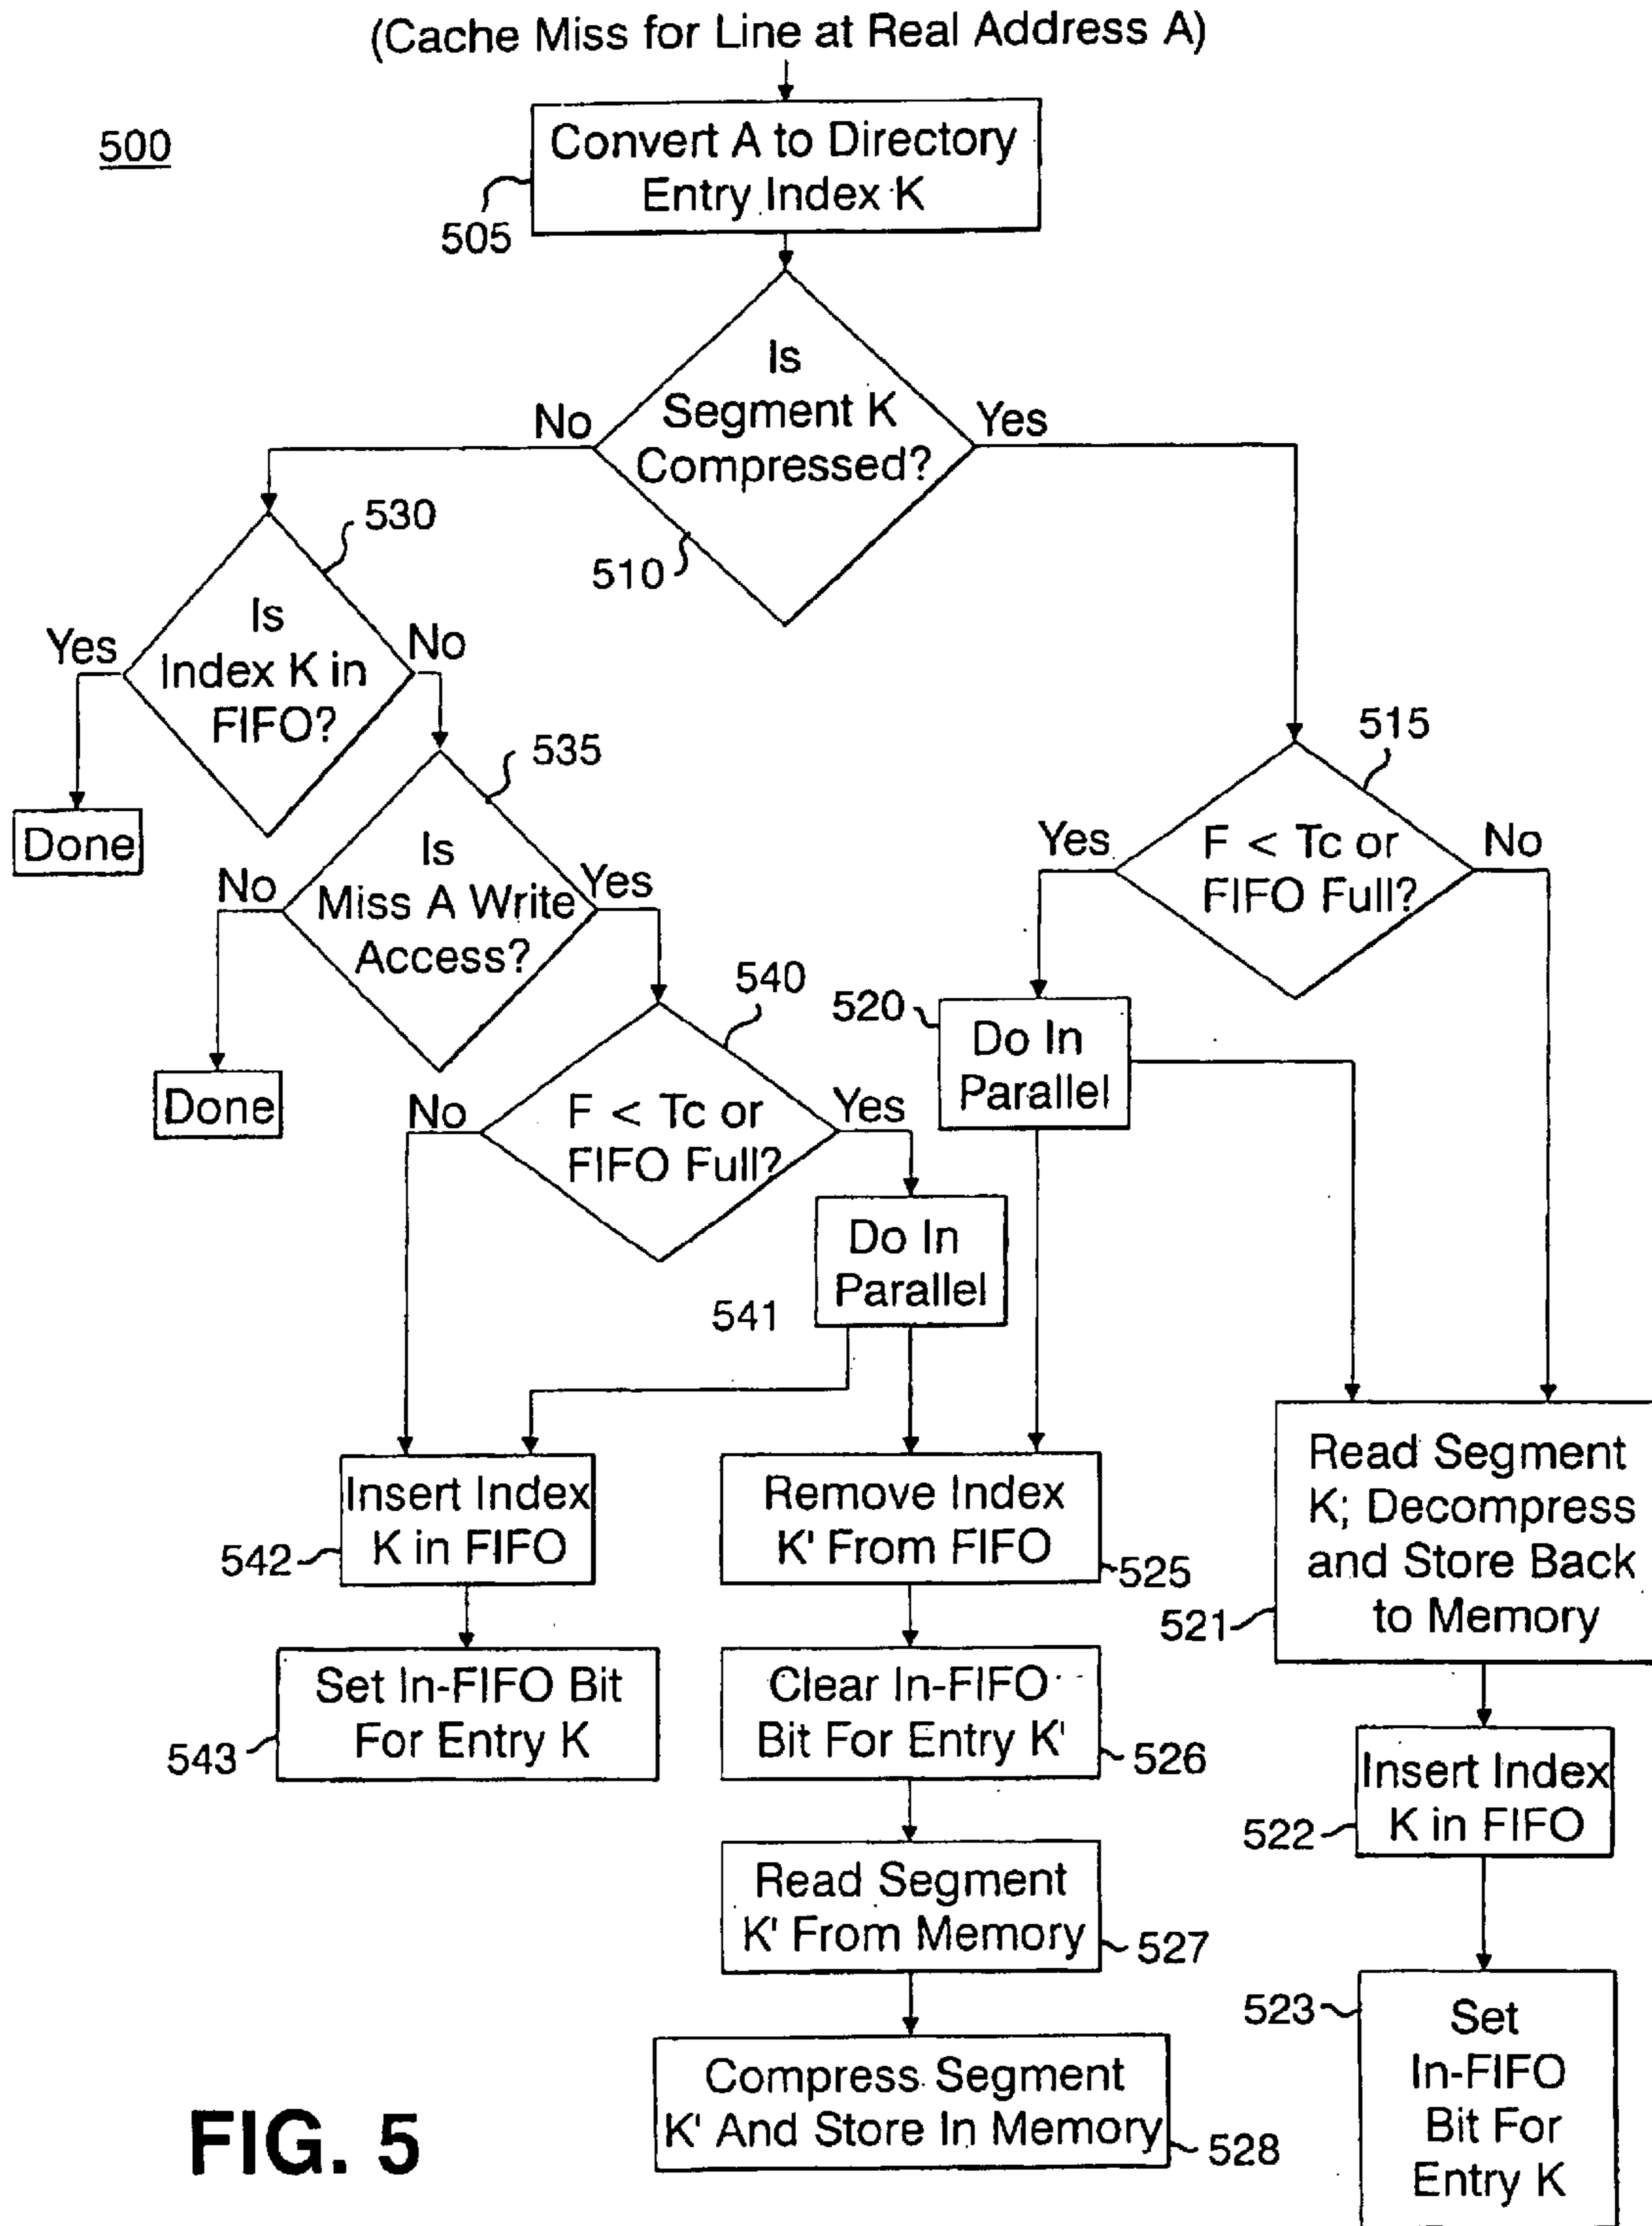 (Cache Miss for Line at Real Address A)
500
Convert A to Directory
Entry Index K
505
Is
Segment K
Compressed?
No
Yes
510
530
Is
Index K in
FIFO?
Yes
No
Done
535
Is
Miss A Write
Access?
No
Yes
Done
515
F < Tc or
FIFO Full?
Yes
No
520
Do In
Parallel
540
F < Tc or
FIFO Full?
No
Yes
Do In
Parallel
541
Insert Index
K in FIFO
542
Set In-FIFO Bit
For Entry K
543
Remove Index
K' From FIFO
525
Clear In-FIFO
Bit For Entry K'
526
Read Segment
K' From Memory
527
Compress Segment
K' And Store In Memory
528
Read Segment
K; Decompress
and Store Back
to Memory
521
Insert Index
K in FIFO
522
523
Set
In-FIFO
Bit For
Entry K
FIG. 5